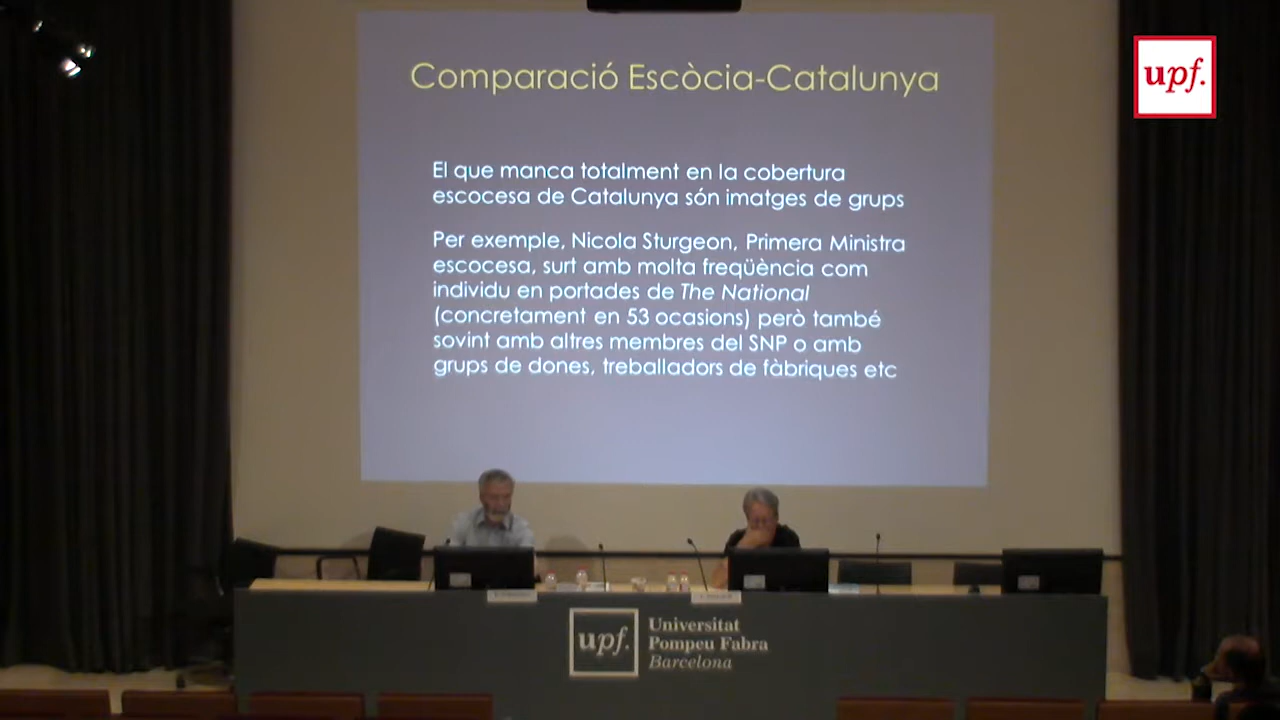 Comparació Escòcia-Catalunya
upf.
El que manca totalment en la cobertura
escocesa de Catalunya són imatges de grups
Per exemple, Nicola Sturgeon, Primera Ministra
escocesa, surt amb molta freqüència com
individu en portades de The National
(concretament en 53 ocasions) però també
sovint amb altres membres del SNP o amb
grups de dones, treballadors de fàbriques etc
upf.
Universitat
Pompeu Fabra
Barcelona